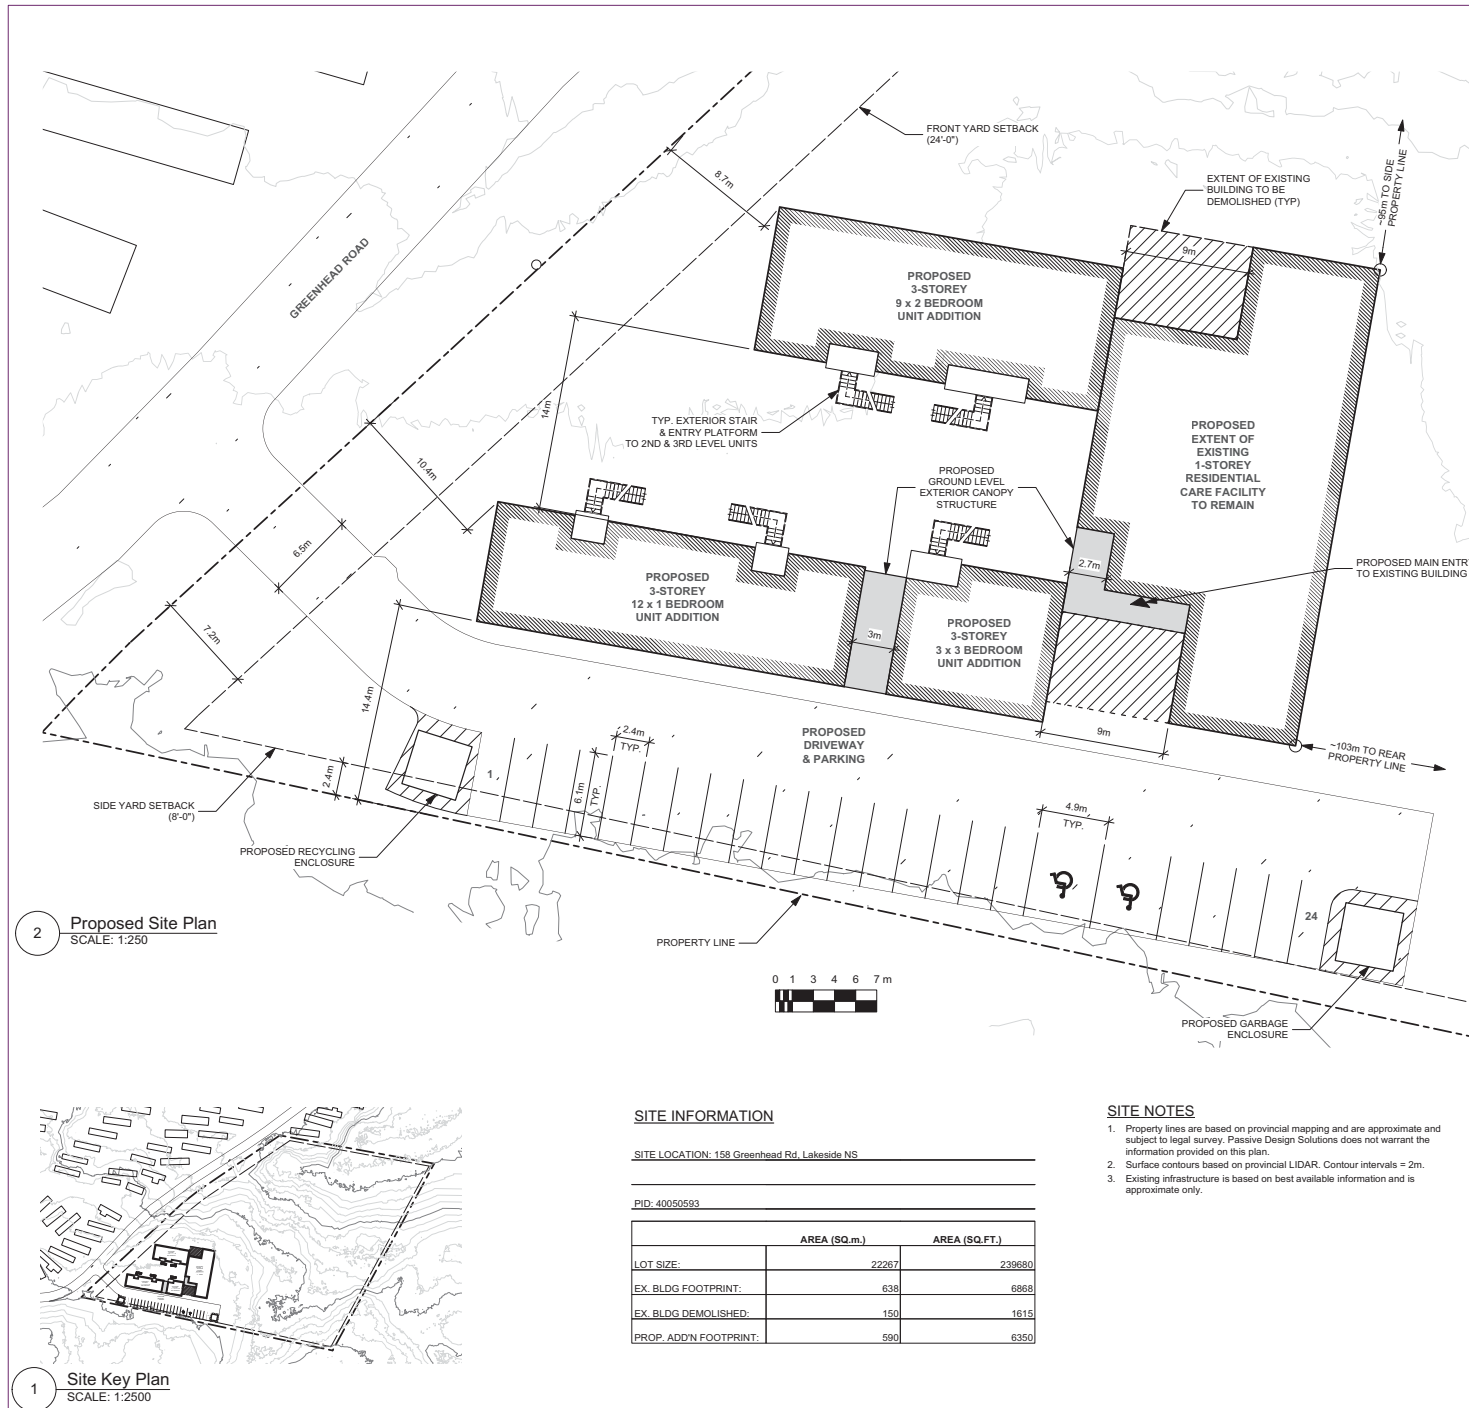 FRONT YARD SETBACK
(24'-0")
~95m TO SIDE
PROPERTY LINE
EXTENT OF EXISTING
BUILDING TO BE
DEMOLISHED (TYP)
8.7m
9m
GREENHEAD ROAD
PROPOSED
3-STOREY
9 x 2 BEDROOM
UNIT ADDITION
14m
TYP. EXTERIOR STAIR
& ENTRY PLATFORM
TO 2ND & 3RD LEVEL UNITS
PROPOSED
EXTENT OF
EXISTING
1-STOREY
RESIDENTIAL
CARE FACILITY
TO REMAIN
10.4m
PROPOSED
GROUND LEVEL
EXTERIOR CANOPY
STRUCTURE
6.5m
2.7m
PROPOSED MAIN ENTR
TO EXISTING BUILDING
PROPOSED
3-STOREY
12 x 1 BEDROOM
UNIT ADDITION
7.2m
3m
PROPOSED
3-STOREY
3 x 3 BEDROOM
UNIT ADDITION
14.4m
2.4m
TYP.
PROPOSED
DRIVEWAY
& PARKING
9m
~103m TO REAR
PROPERTY LINE
1
2.4m
6.1m
TYP.
SIDE YARD SETBACK
(8'-0")
4.9m
TYP.
PROPOSED RECYCLING
ENCLOSURE
24
2
Proposed Site Plan
SCALE: 1:250
PROPERTY LINE
0 1 3 4 6 7 m
PROPOSED GARBAGE
ENCLOSURE
SITE INFORMATION
SITE LOCATION: 158 Greenhead Rd, Lakeside NS
PID: 40050593
AREA (SQ.m.) AREA (SQ.FT.)
LOT SIZE: 22267 239680
EX. BLDG FOOTPRINT: 638 6868
EX. BLDG DEMOLISHED: 150 1615
PROP. ADD'N FOOTPRINT: 590 6350
SITE NOTES
1. Property lines are based on provincial mapping and are approximate and
subject to legal survey. Passive Design Solutions does not warrant the
information provided on this plan.
2. Surface contours based on provincial LIDAR. Contour intervals = 2m.
3. Existing infrastructure is based on best available information and is
approximate only.
1
Site Key Plan
SCALE: 1:2500